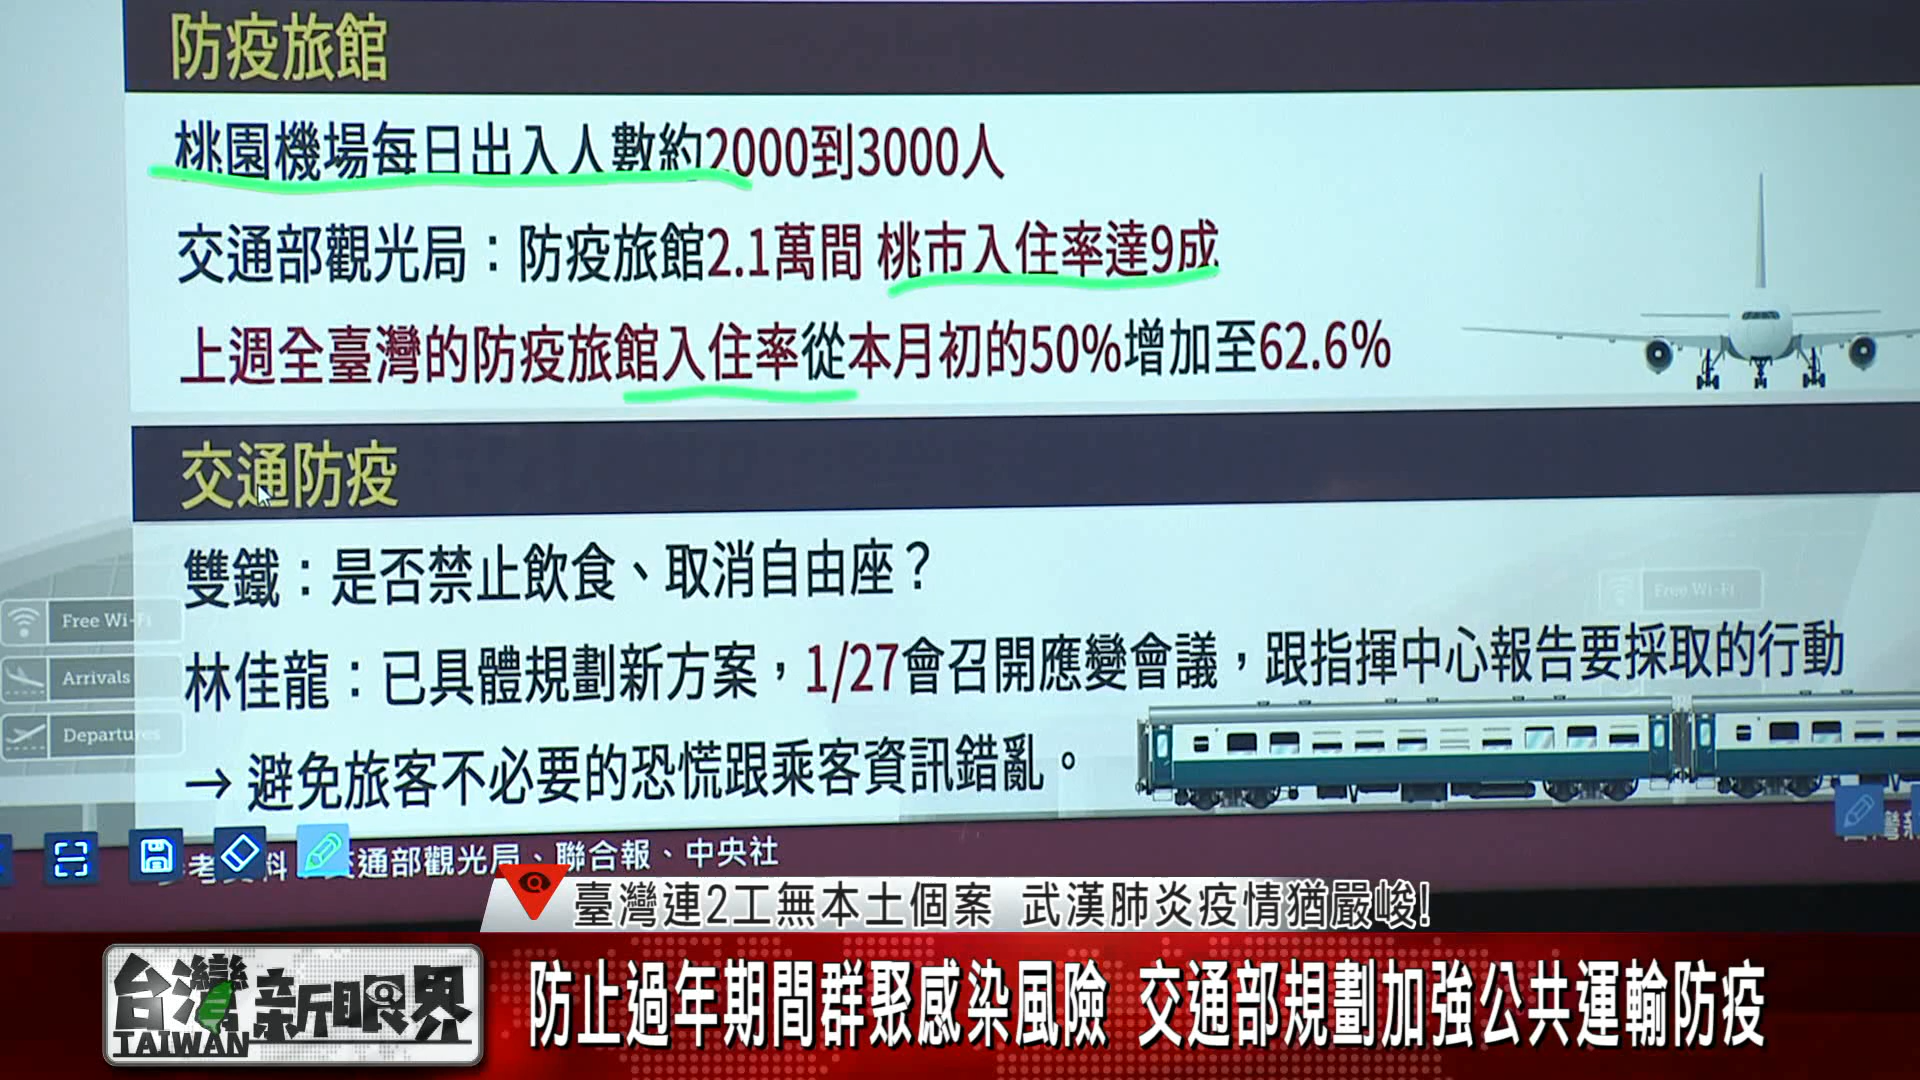 防疫旅館
桃園機場每日出入人數約2000到3000人
交通部觀光局：防疫旅館2.1萬間 桃市入住率達9成
上週全臺灣的防疫旅館入住率從本月初的50%增加至62.6%
交通防疫
雙鐵：是否禁止飲食、取消自由座？
Free Wi-Fi
Free Wi-Fi
林佳龍：已具體規劃新方案，1/27會召開應變會議，跟指揮中心報告要採取的行動
Arrivals
Departures
→ 避免旅客不必要的恐慌跟乘客資訊錯亂。
交通部觀光局、聯合報、中央社
臺灣連2工無本土個案 武漢肺炎疫情猶嚴峻!
台灣新眼界
TAIWAN
防止過年期間群聚感染風險 交通部規劃加強公共運輸防疫